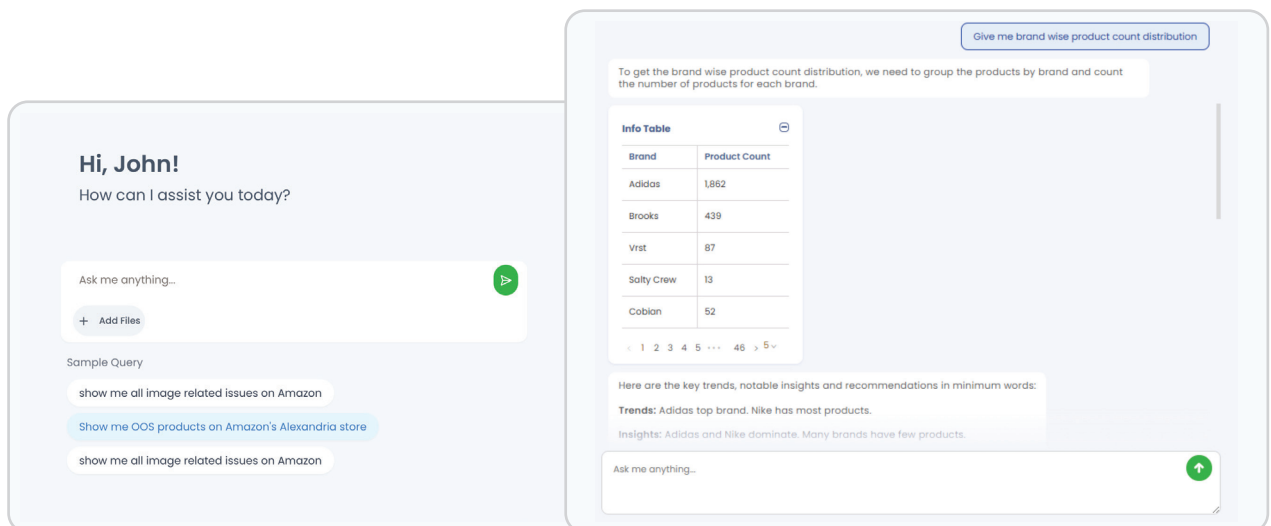 Hi, John!
How can I assist you today?
Ask me anything...
+ Add Files
Sample Query
show me all image related issues on Amazon
Show me OOS products on Amazon's Alexandria store
show me all image related issues on Amazon
Give me brand wise product count distribution
To get the brand wise product count distribution, we need to group the products by brand and count
the number of products for each brand.
Info Table
Brand Product Count
Adidas 1,862
Brooks 439
Vrst 87
Salty Crew 13
Cobian 52
< 1 2 3 4 5 ... 46 > 5
Here are the key trends, notable insights and recommendations in minimum words:
Trends: Adidas top brand. Nike has most products.
Insights: Adidas and Nike dominate. Many brands have few products.
Ask me anything...